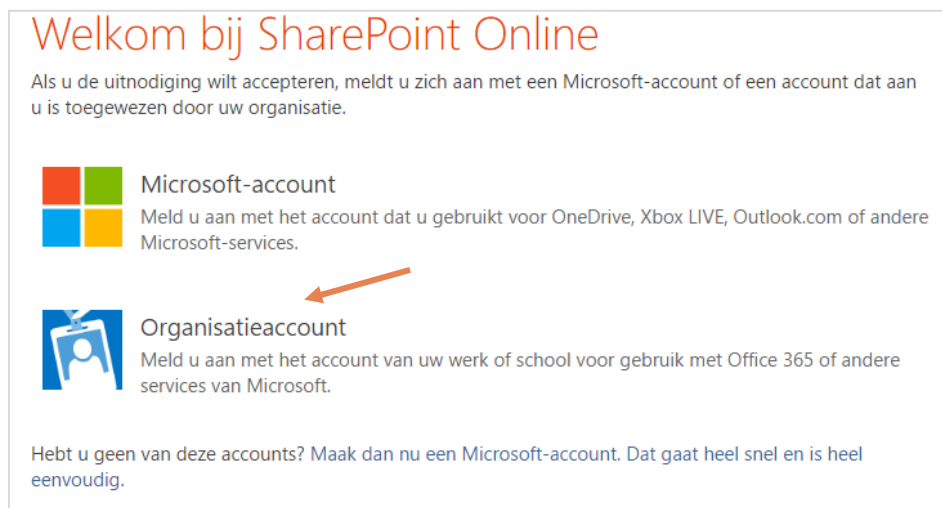 Welkom bij SharePoint Online
Als u de uitnodiging wilt accepteren, meldt u zich aan met een Microsoft-account of een account dat aan
u is toegewezen door uw organisatie.
Microsoft-account
Meld u aan met het account dat u gebruikt voor OneDrive, Xbox LIVE, Outlook.com of andere
Microsoft-services.
Organisatieaccount
Meld u aan met het account van uw werk of school voor gebruik met Office 365 of andere
services van Microsoft.
Hebt u geen van deze accounts? Maak dan nu een Microsoft-account. Dat gaat heel snel en is heel
eenvoudig.